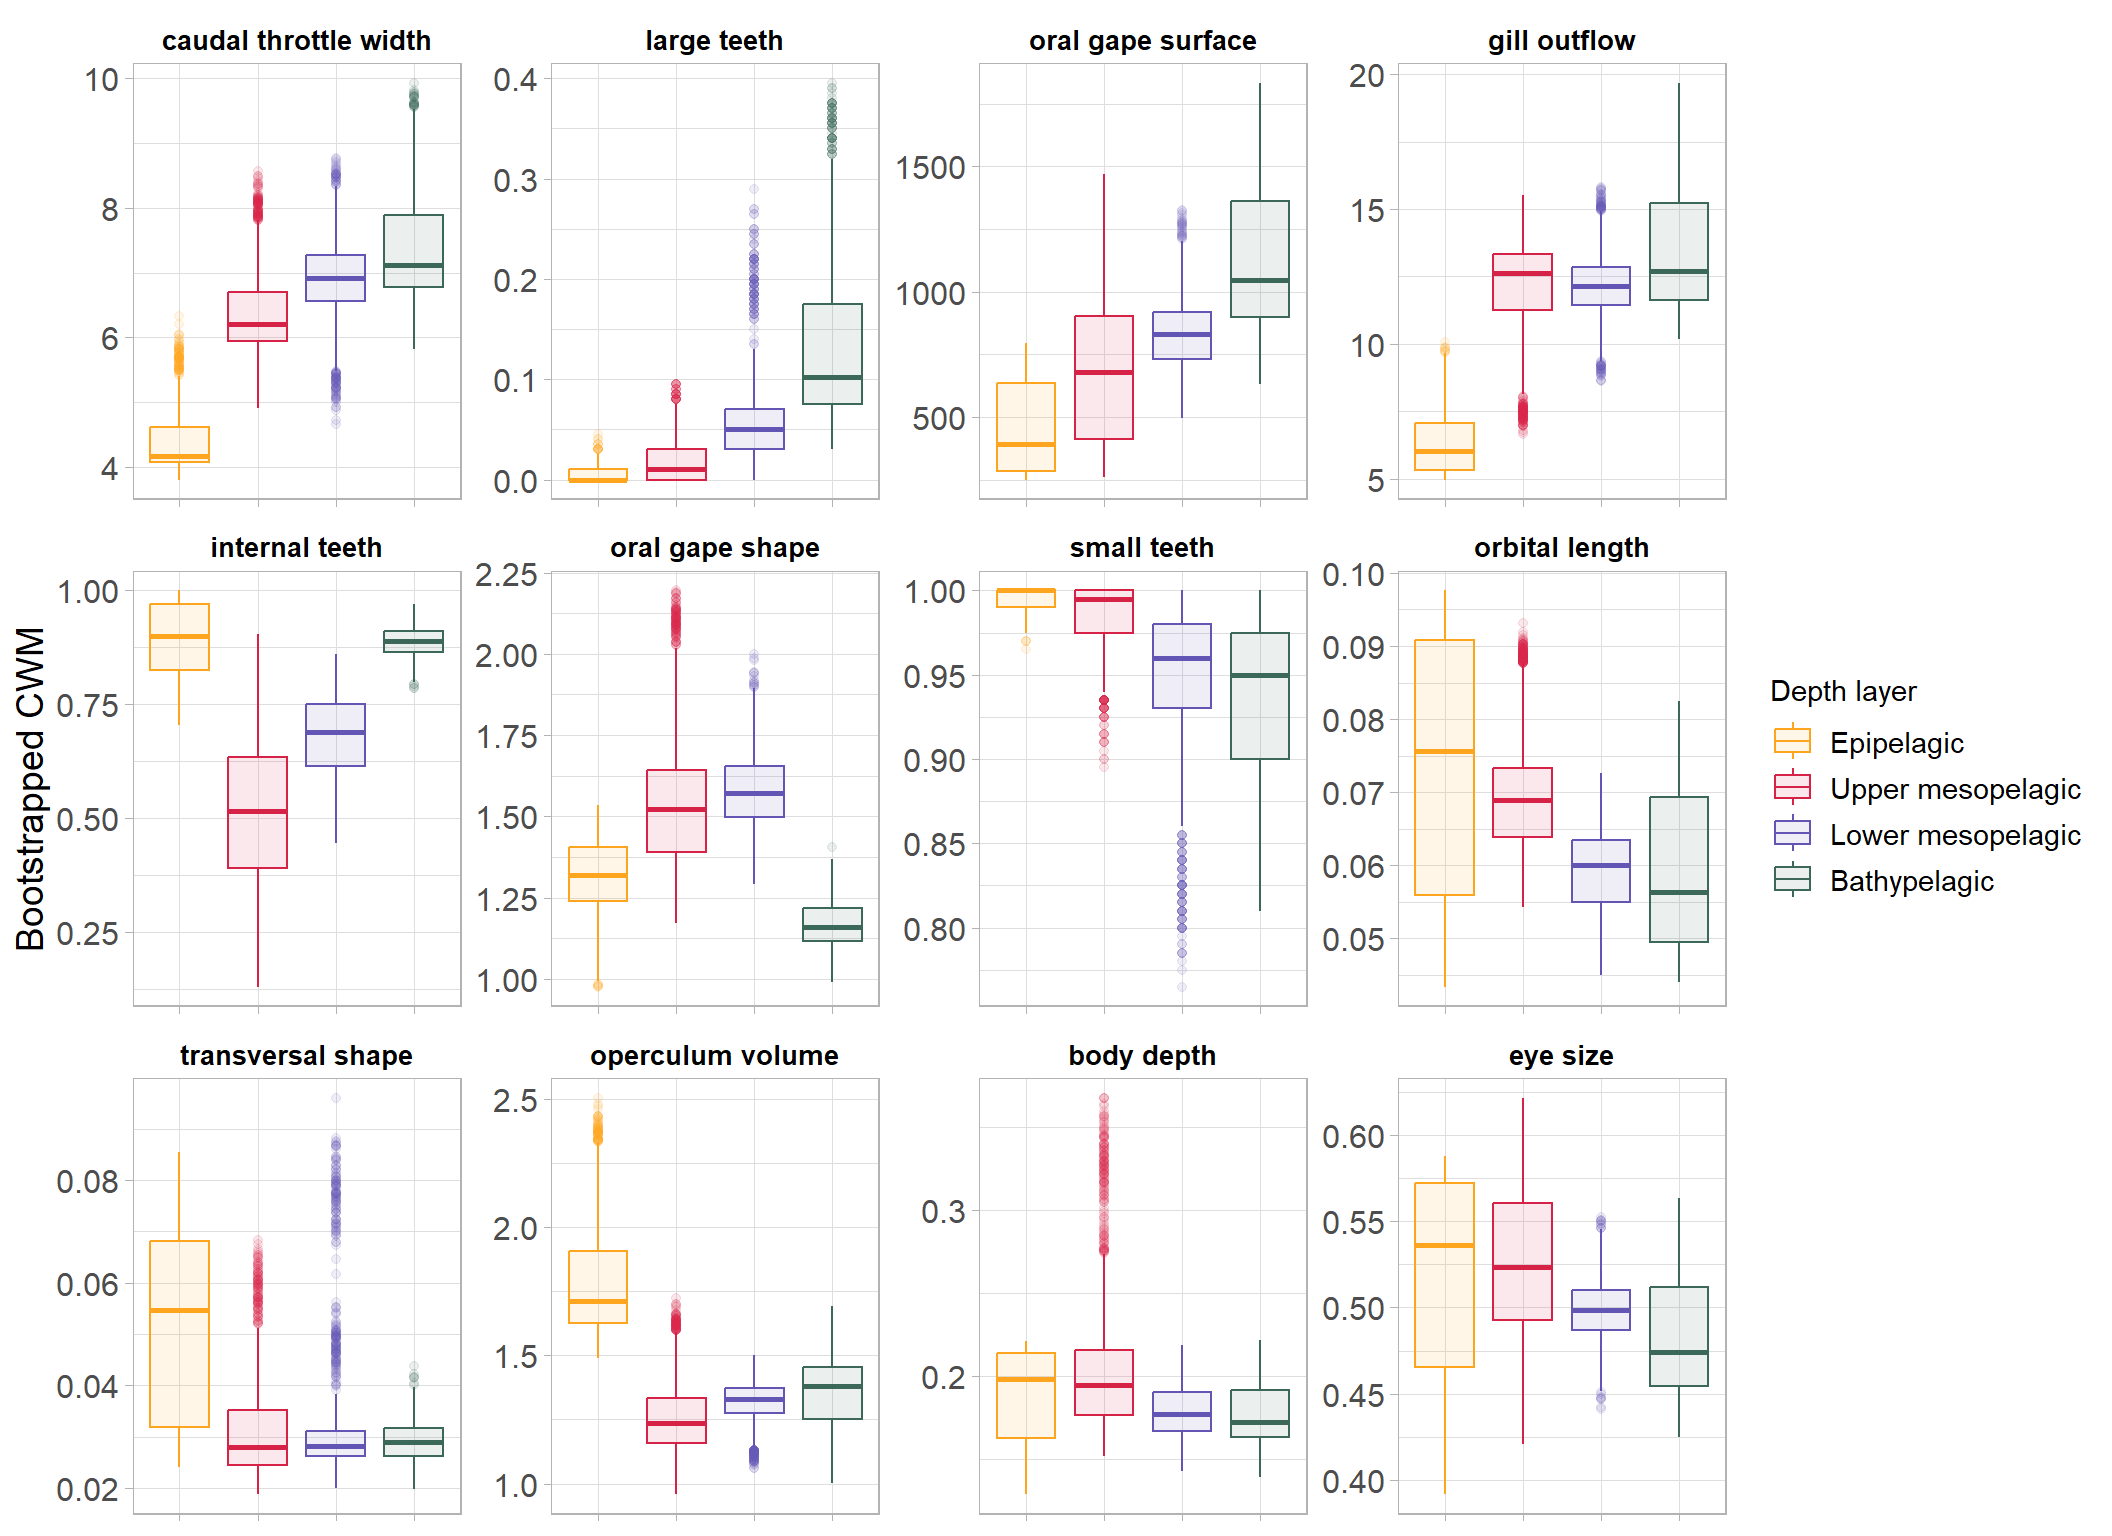 caudal throttle width
large teeth
oral gape surface
gill outflow
10
8
6
4
0.4
0.3
0.2
0.1
0.0
1500
1000
500
20
15
10
5
internal teeth
oral gape shape
small teeth
orbital length
1.00
0.75
0.50
0.25
2.25
2.00
1.75
1.50
1.25
1.00
1.00
0.95
0.90
0.85
0.80
0.10
0.09
0.08
0.07
0.06
0.05
transversal shape
operculum volume
body depth
eye size
0.08
0.06
0.04
0.02
2.5
2.0
1.5
1.0
0.3
0.2
0.60
0.55
0.50
0.45
0.40
Bootstrapped CWM
Depth layer
Epipelagic
Upper mesopelagic
Lower mesopelagic
Bathypelagic